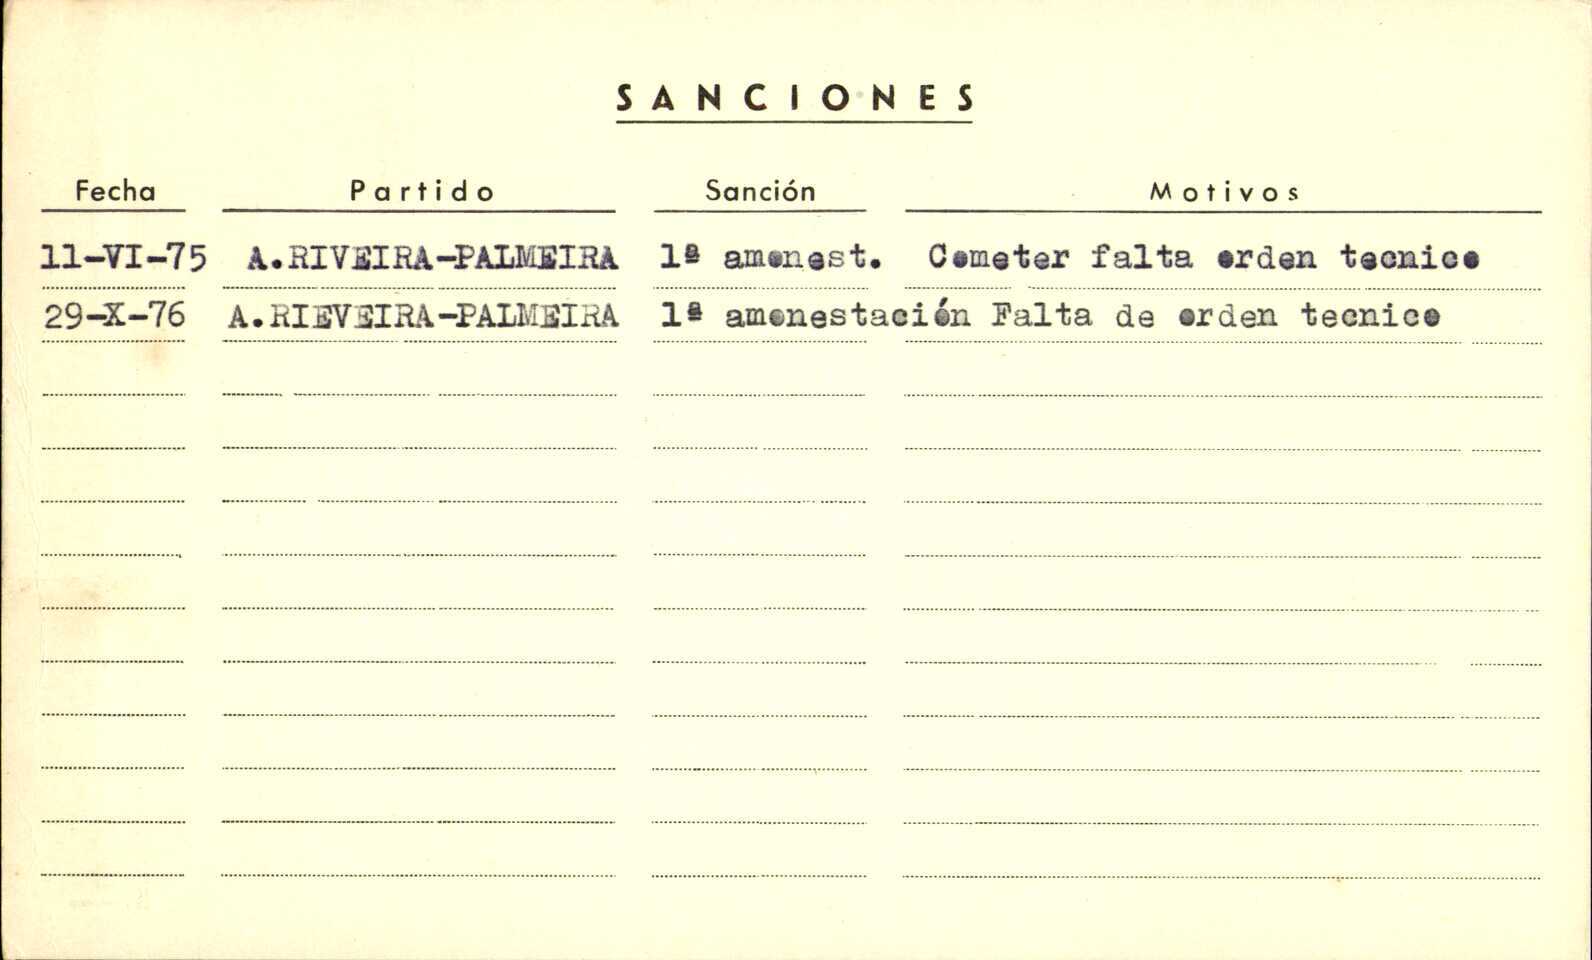 SANCIONES
Fecha Partido Sanción Motivos
11-VI-75 A.RIVEIRA-PALMEIRA 1ª amonest. Cometer falta orden tecnico
29-X-76 A.RIEVEIRA-PALMEIRA 1ª amonestación Falta de orden tecnico